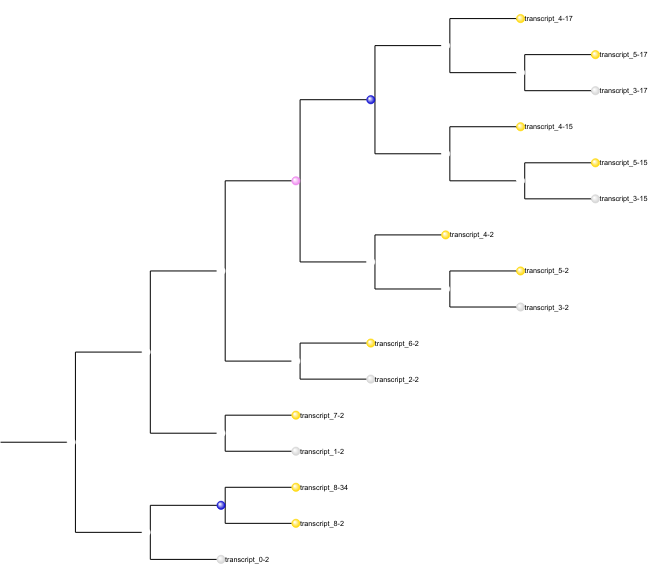 transcript_4-17
transcript_5-17
transcript_3-17
transcript_4-15
transcript_5-15
transcript_3-15
transcript_4-2
transcript_5-2
transcript_3-2
transcript_6-2
transcript_2-2
transcript_7-2
transcript_1-2
transcript_8-34
transcript_8-2
transcript_0-2